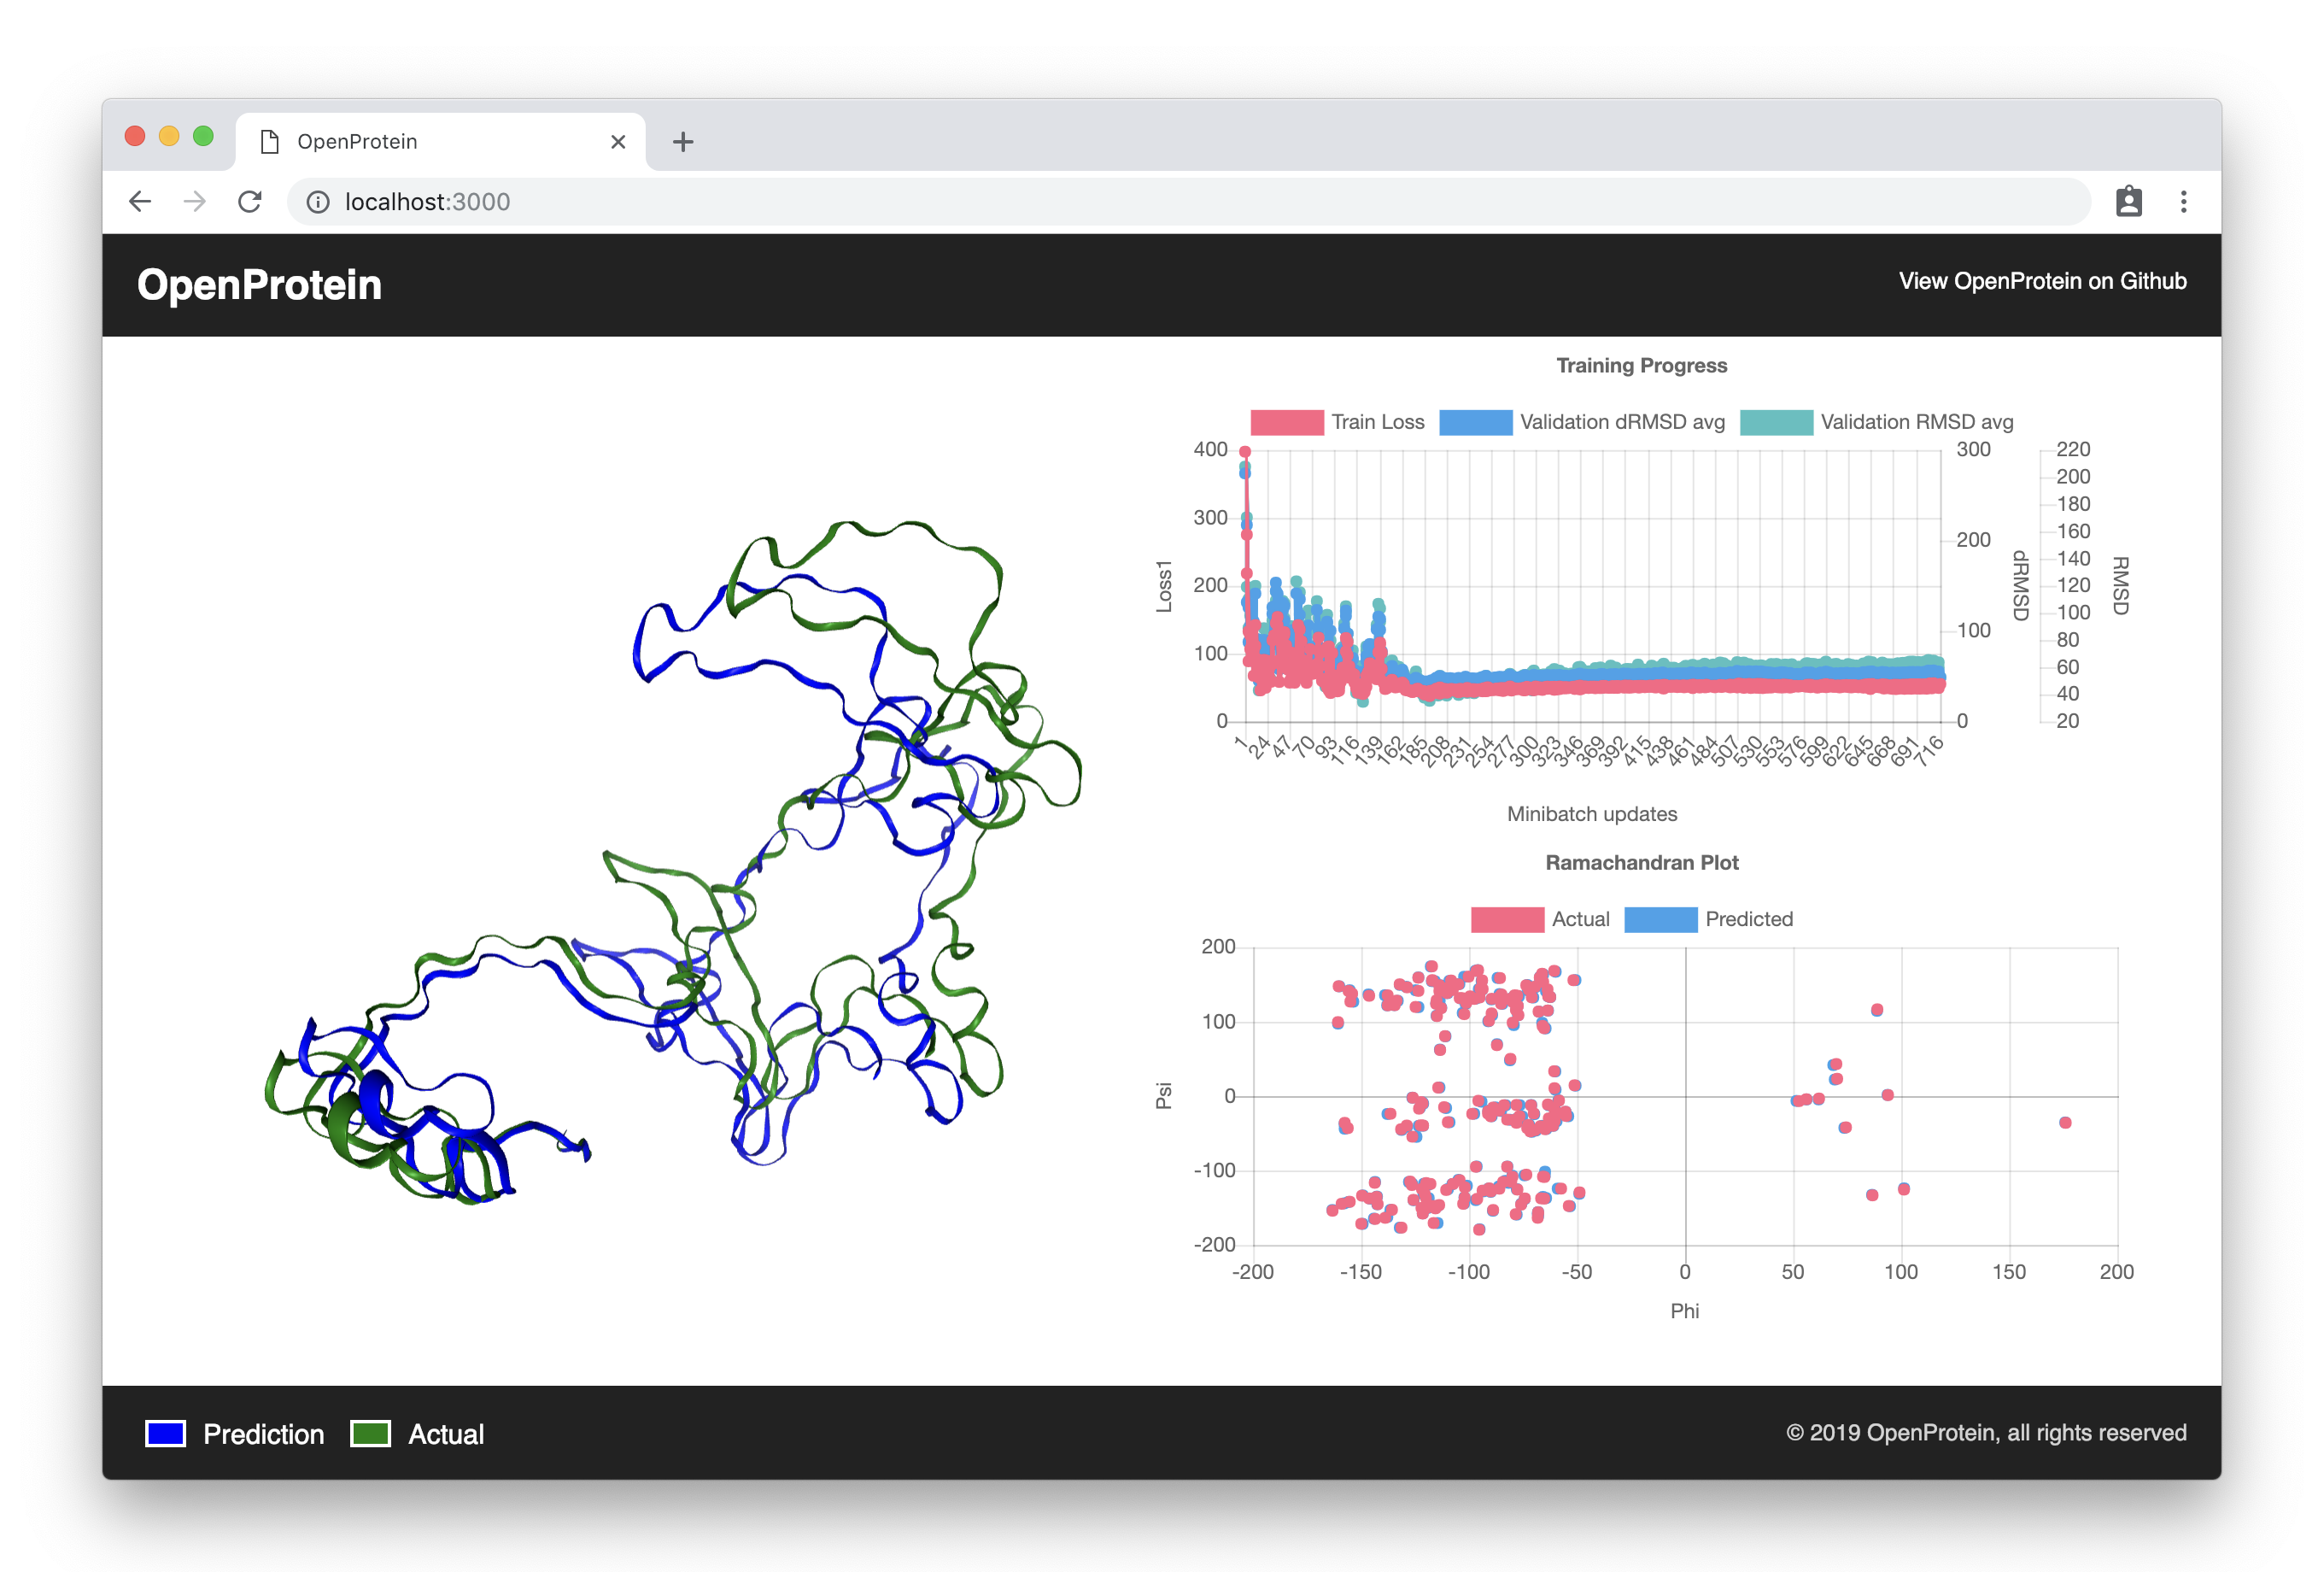 OpenProtein
localhost:3000
OpenProtein
View OpenProtein on Github
Training Progress
Train Loss Validation dRMSD avg Validation RMSD avg
400
300
200
100
0
Loss1
300
200
100
0
dRMSD
220
200
180
160
140
120
100
80
60
40
20
RMSD
1 24 47 70 93 116 139 162 185 208 231 254 277 300 323 346 369 392 415 438 461 484 507 530 553 576 599 622 645 668 691 716
Minibatch updates
Ramachandran Plot
Actual Predicted
200
100
0
-100
-200
Psi
-200 -150 -100 -50 0 50 100 150 200
Phi
Prediction Actual
© 2019 OpenProtein, all rights reserved